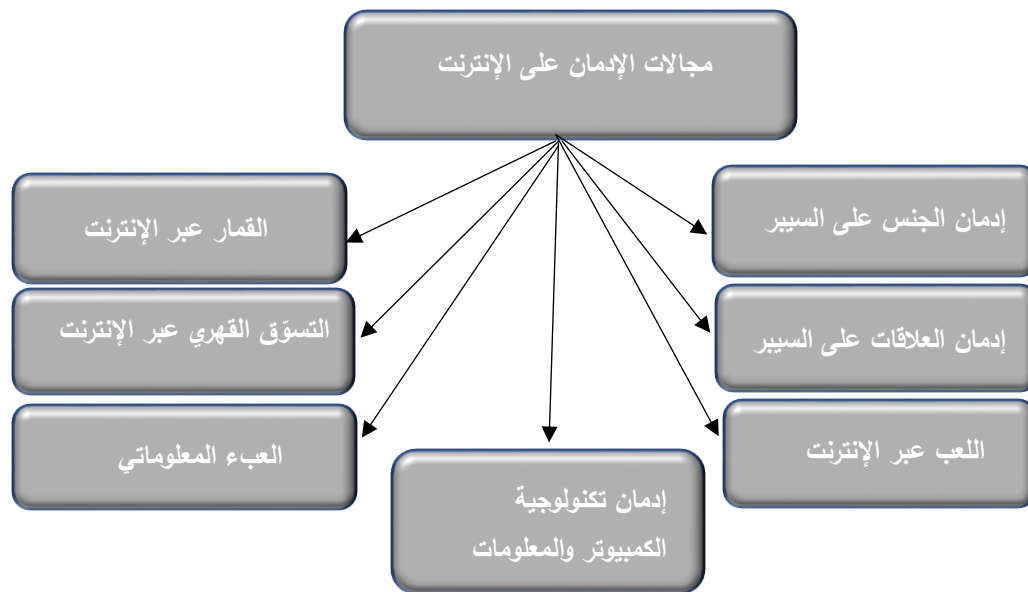 مجالات الإدمان على الإنترنت
إدمان الجنس على السيبر
القمار عبر الإنترنت
إدمان العلاقات على السيبر
التسوّق القهري عبر الإنترنت
اللعب عبر الإنترنت
العبء المعلوماتي
إدمان تكنولوجية
الكمبيوتر والمعلومات